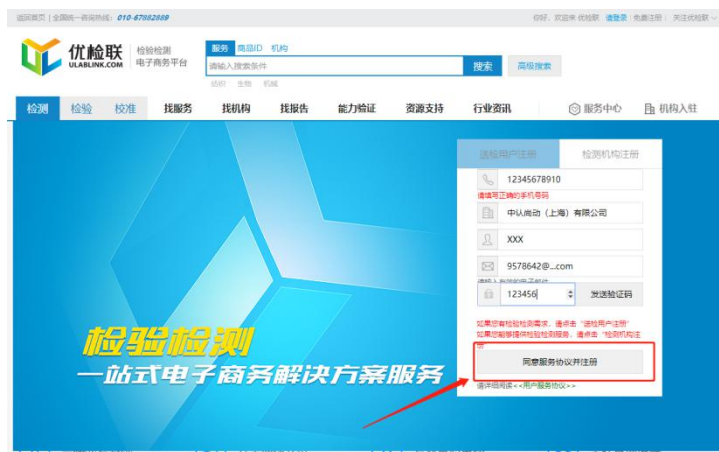 返回首页 | 全国统一咨询热线: 010-67882889
你好, 欢迎来 优检联 请登录 免费注册 | 关注优检联
优检联
ULABLINK.COM
检验检测
电子商务平台
服务 商品ID 机构
请输入搜索条件
搜索
高级搜索
纺织 生物 机械
检测 检验 校准 找服务 找机构 找报告 能力验证 资源支持 行业资讯 服务中心 机构入驻
送检用户注册 检测机构注册
12345678910
请填写正确的手机号码
中认尚动（上海）有限公司
XXX
9578642@...com
123456 发送验证码
如果您有检验检测需求，请点击 “送检用户注册”
如果您能够提供检验检测服务，请点击 “检测机构注
同意服务协议并注册
请详细阅读<<用户服务协议>>
检验检测
一站式电子商务解决方案服务